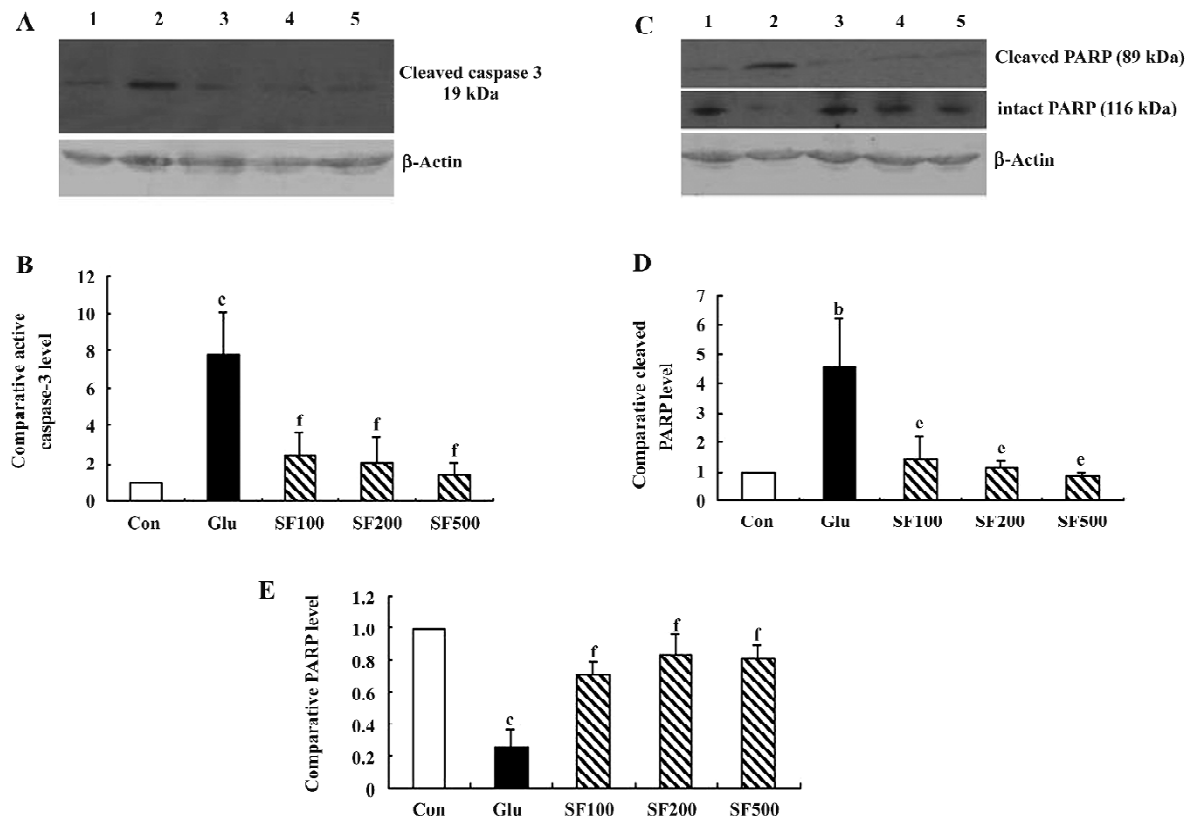 A 1 2 3 4 5
Cleaved caspase 3
19 kDa
β-Actin
C 1 2 3 4 5
Cleaved PARP (89 kDa)
intact PARP (116 kDa)
β-Actin
B
Comparative active
caspase-3 level
12
10
8
6
4
2
0
c
f
f
f
Con Glu SF100 SF200 SF500
D
Comparative cleaved
PARP level
7
6
5
4
3
2
1
0
b
e
e
e
Con Glu SF100 SF200 SF500
E
Comparative PARP level
1.2
1.0
0.8
0.6
0.4
0.2
0
c
f
f
f
Con Glu SF100 SF200 SF500